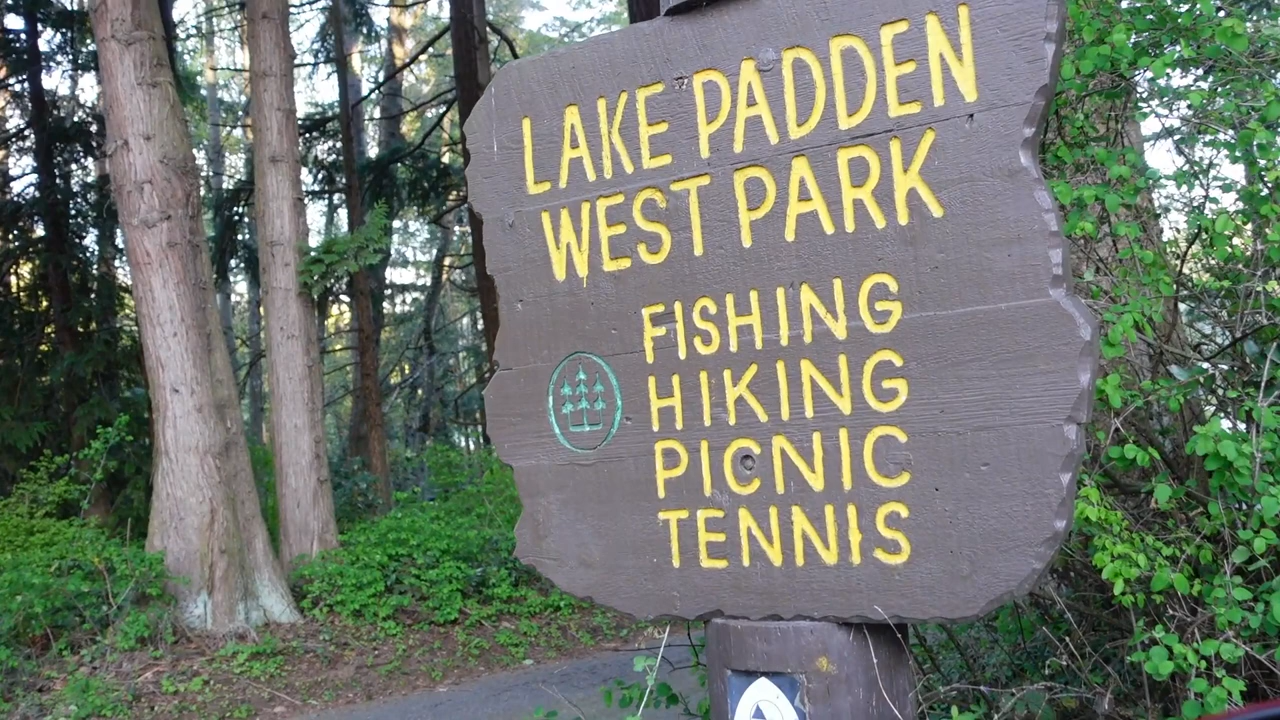 LAKE PADDEN
WEST PARK
FISHING
HIKING
PICNIC
TENNIS